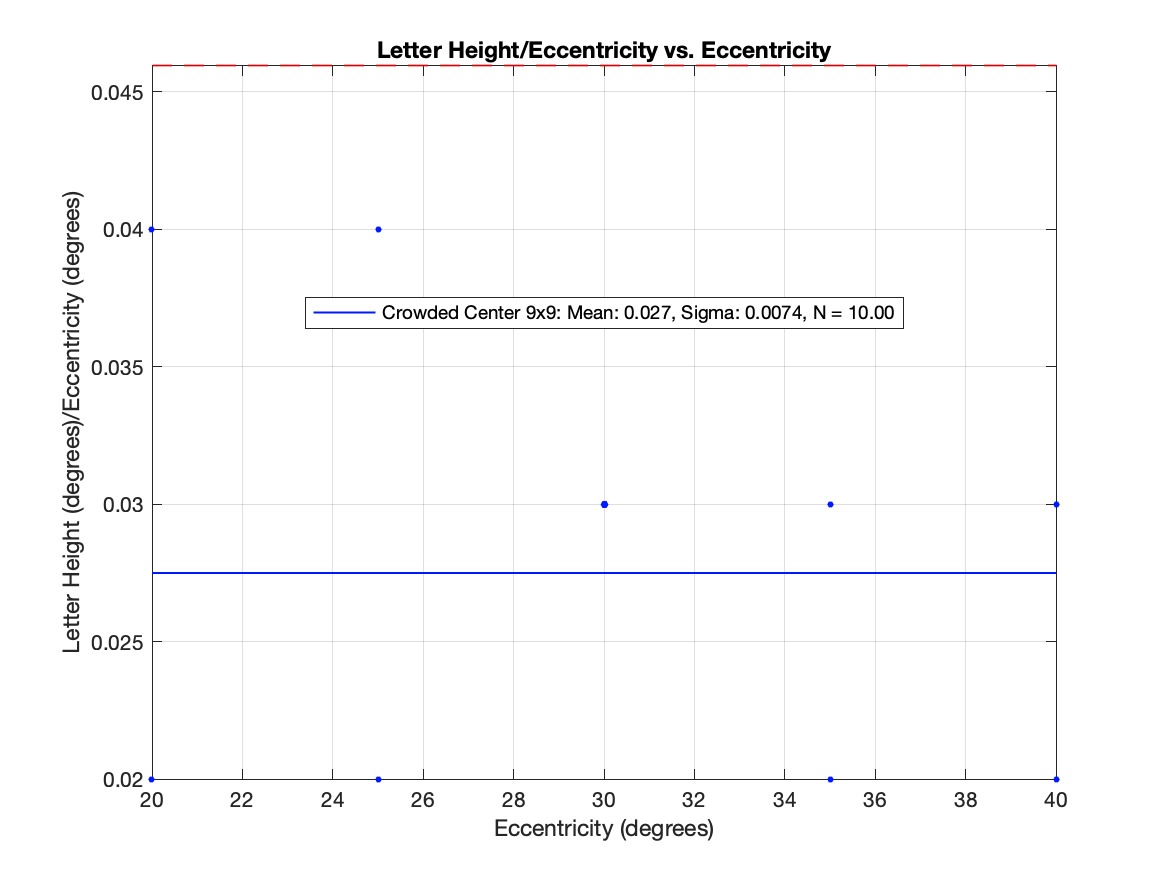 Letter Height/Eccentricity vs. Eccentricity
0.045
0.04
0.035
0.03
0.025
0.02
Letter Height (degrees)/Eccentricity (degrees)
Crowded Center 9x9: Mean: 0.027, Sigma: 0.0074, N = 10.00
20 22 24 26 28 30 32 34 36 38 40
Eccentricity (degrees)